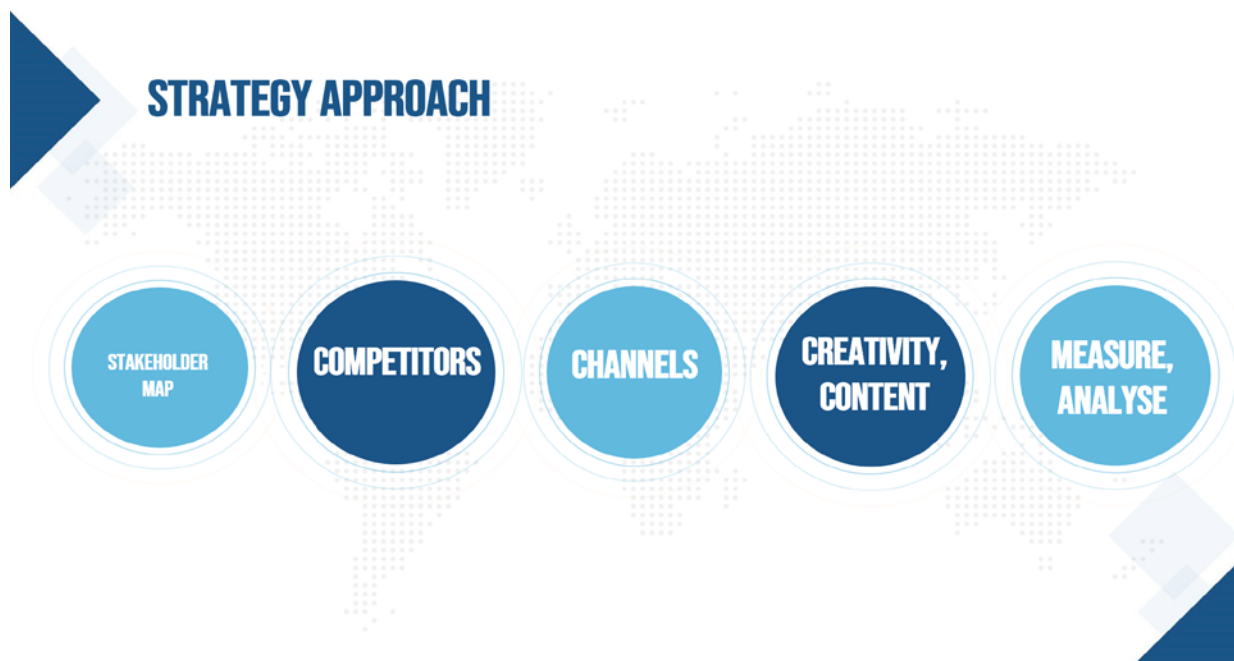 STRATEGY APPROACH
STAKEHOLDER
MAP
COMPETITORS
CHANNELS
CREATIVITY,
CONTENT
MEASURE,
ANALYSE